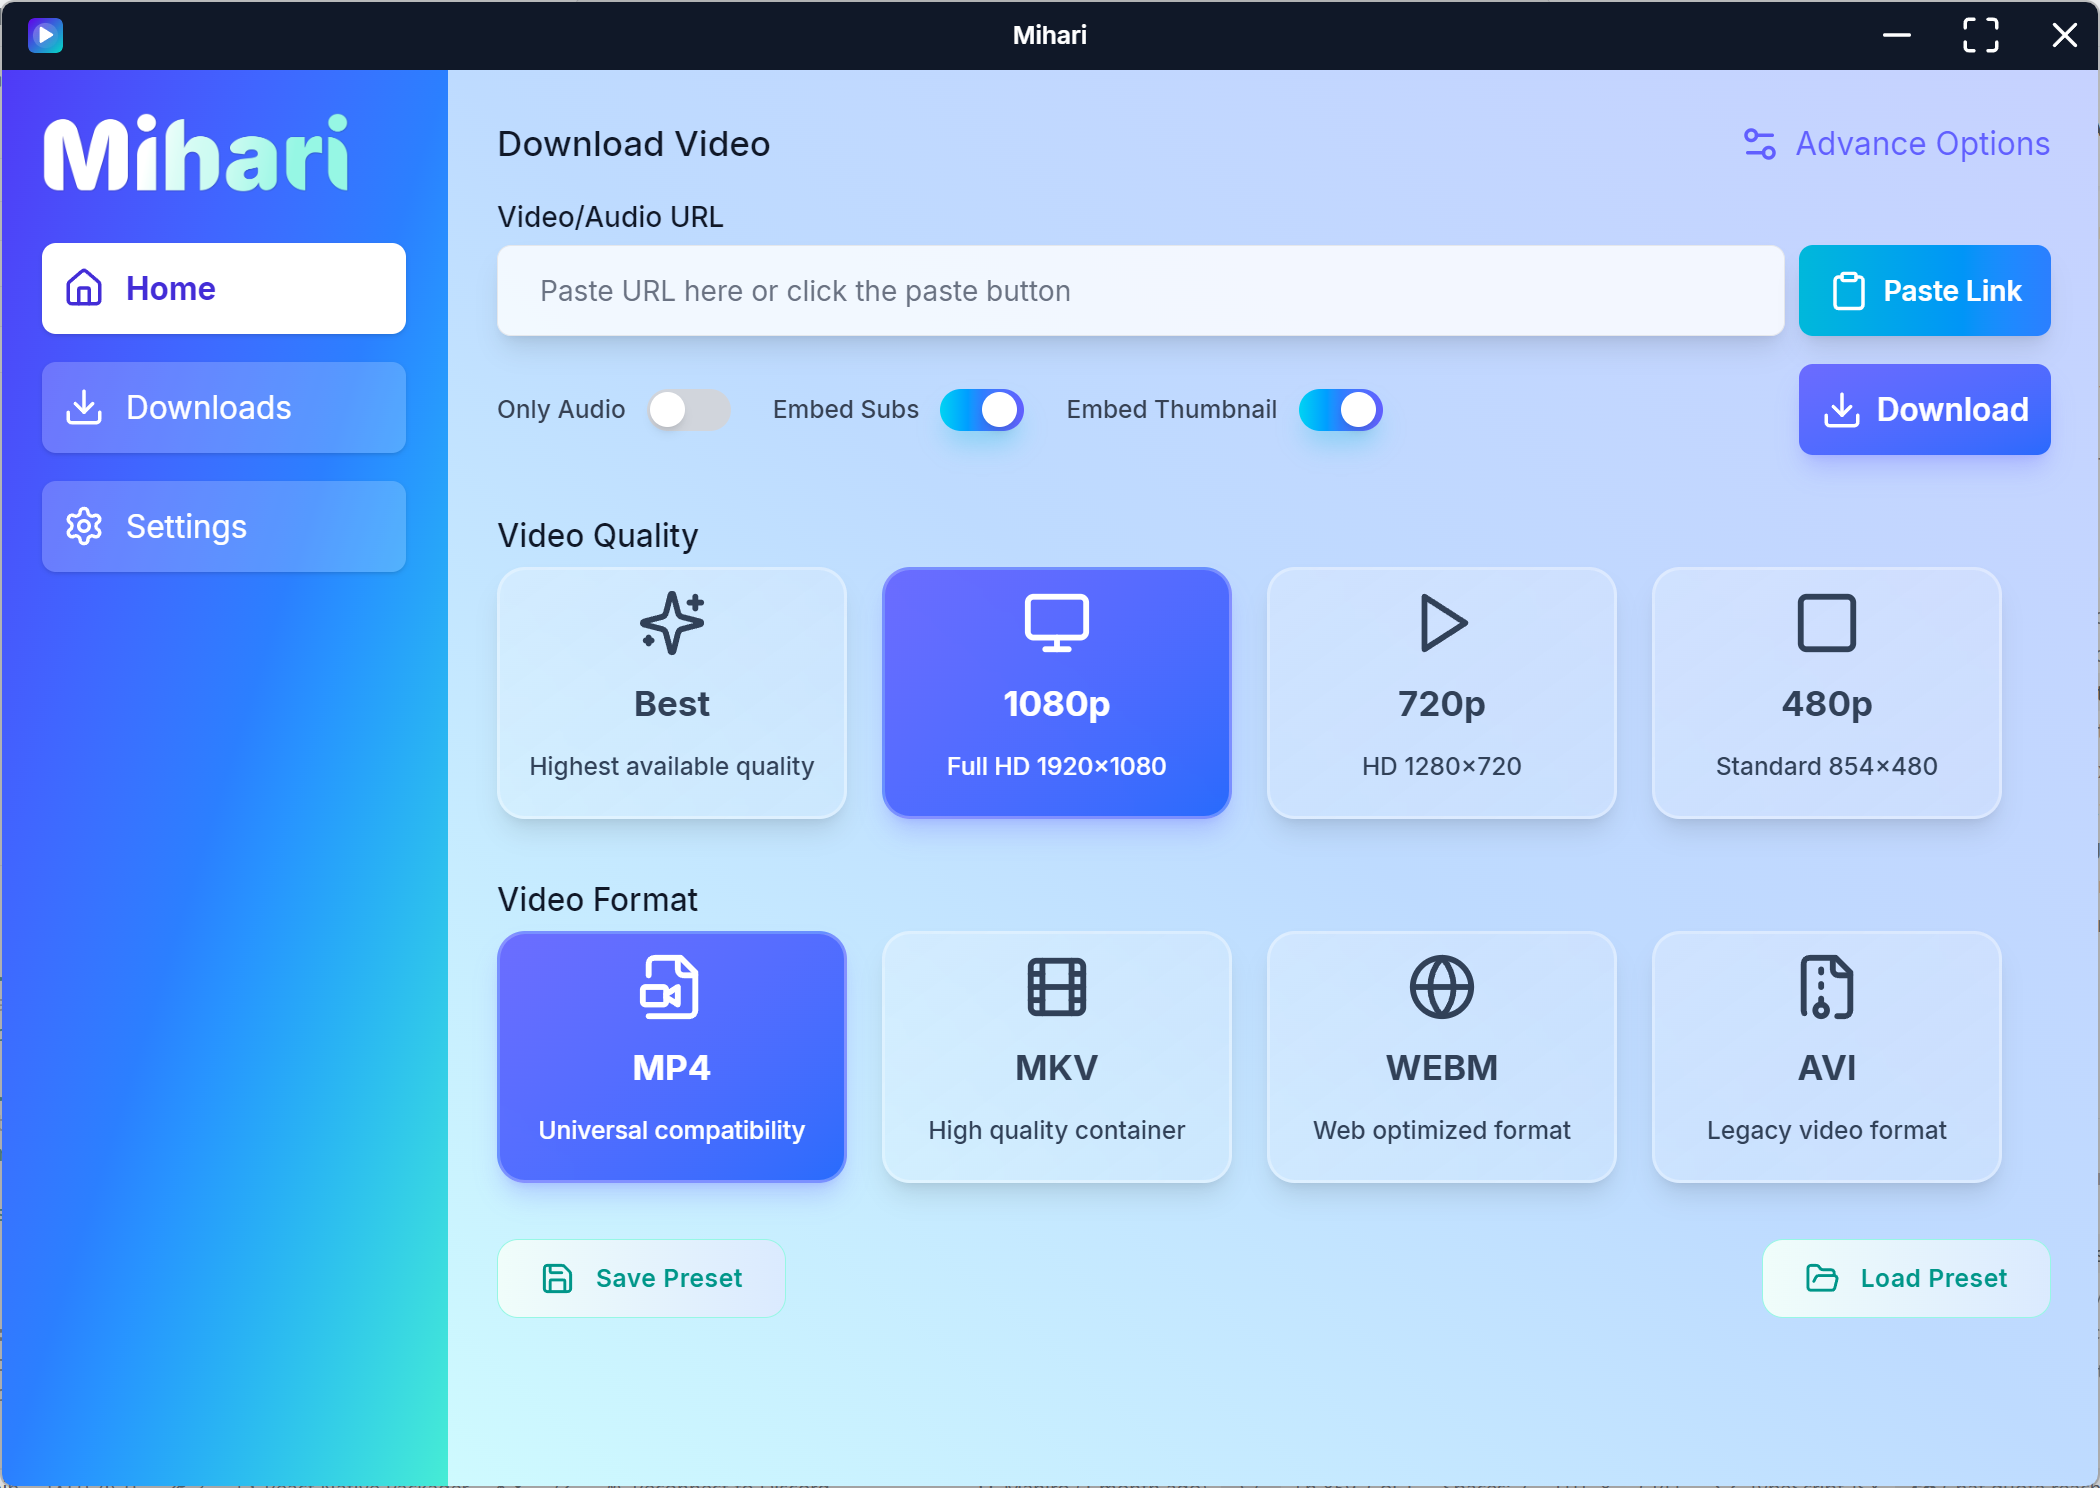 Mihari
Mihari
Home
Downloads
Settings
Download Video
Advance Options
Video/Audio URL
Paste URL here or click the paste button
Paste Link
Only Audio
Embed Subs
Embed Thumbnail
Download
Video Quality
Best
Highest available quality
1080p
Full HD 1920×1080
720p
HD 1280×720
480p
Standard 854×480
Video Format
MP4
Universal compatibility
MKV
High quality container
WEBM
Web optimized format
AVI
Legacy video format
Save Preset
Load Preset